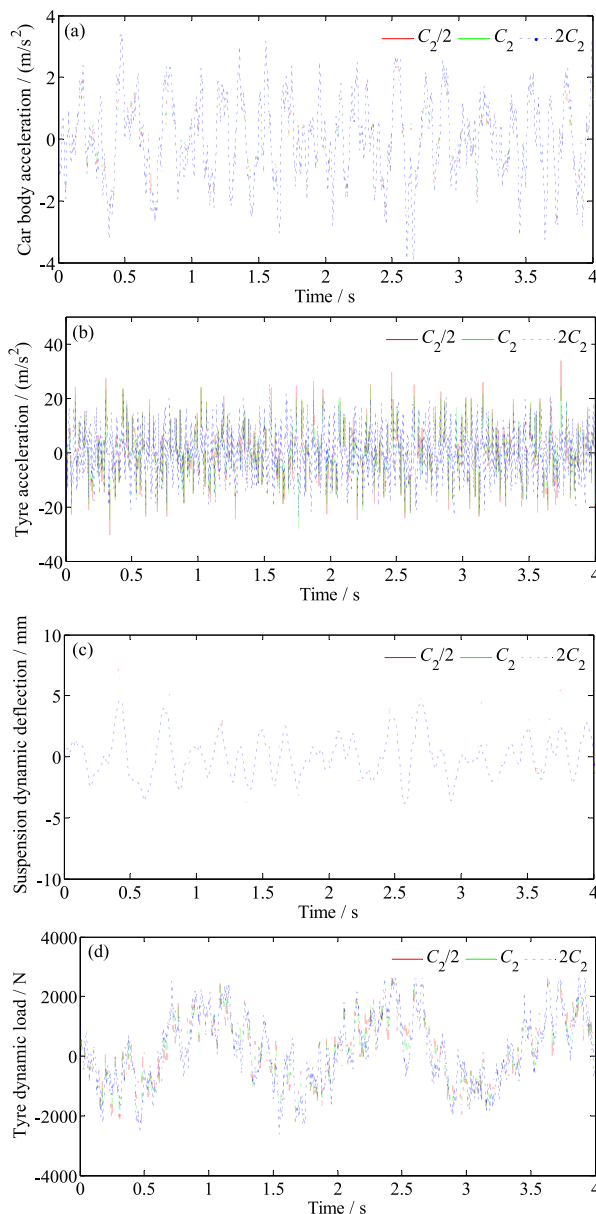 (a)
C₂/2 C₂ 2C₂
Car body acceleration / (m/s²)
4
2
0
-2
-4
0 0.5 1 1.5 2 2.5 3 3.5 4
Time / s
(b)
C₂/2 C₂ 2C₂
Tyre acceleration / (m/s²)
40
20
0
-20
-40
0 0.5 1 1.5 2 2.5 3 3.5 4
Time / s
(c)
C₂/2 C₂ 2C₂
Suspension dynamic deflection / mm
10
5
0
-5
-10
0 0.5 1 1.5 2 2.5 3 3.5 4
Time / s
(d)
C₂/2 C₂ 2C₂
Tyre dynamic load / N
4000
2000
0
-2000
-4000
0 0.5 1 1.5 2 2.5 3 3.5 4
Time / s